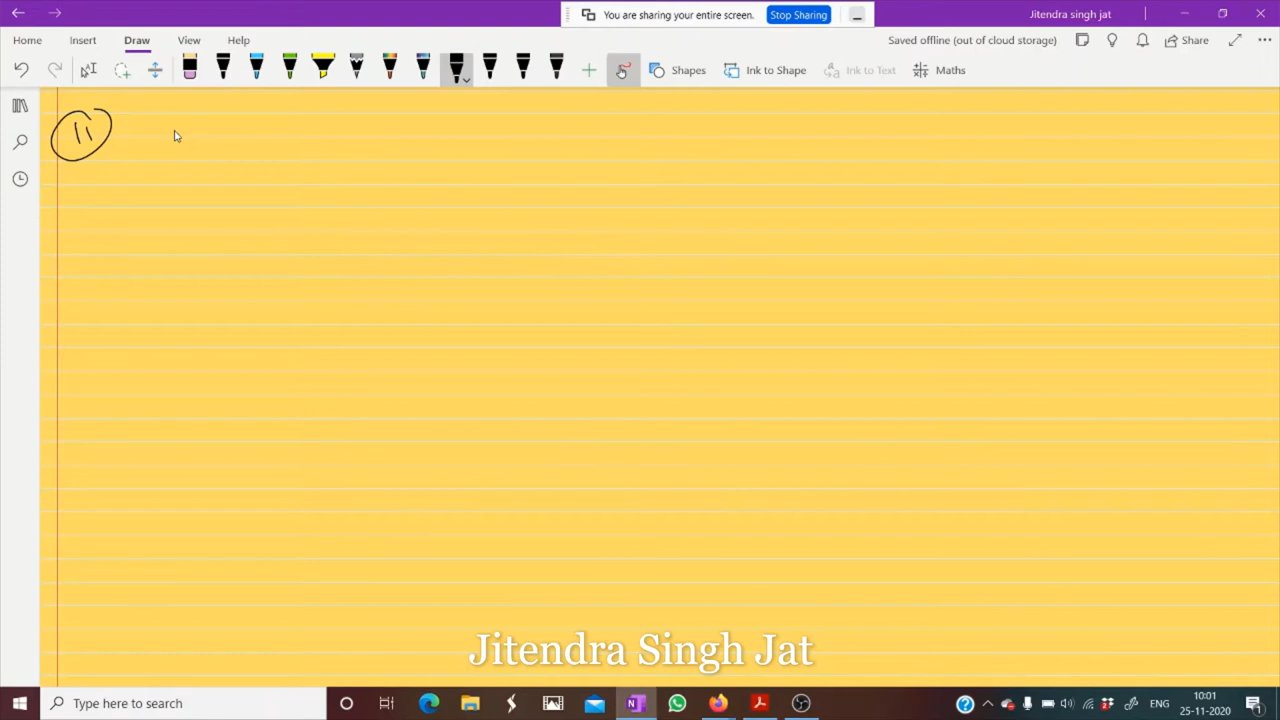 You are sharing your entire screen. Stop Sharing
Jitendra singh jat
Home Insert Draw View Help
Saved offline (out of cloud storage) Share
Shapes Ink to Shape Ink to Text Maths
11
Jitendra Singh Jat
Type here to search
ENG
10:01
25-11-2020